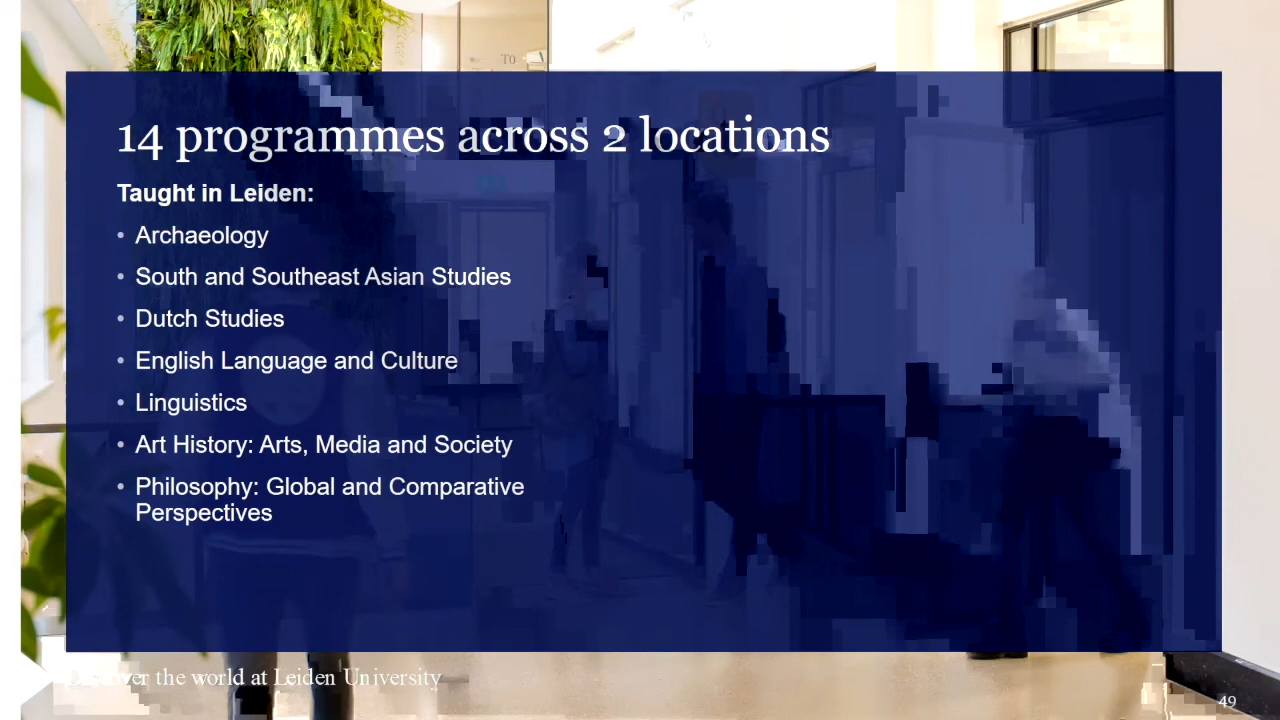 TO
14 programmes across 2 locations
Taught in Leiden:
• Archaeology
• South and Southeast Asian Studies
• Dutch Studies
• English Language and Culture
• Linguistics
• Art History: Arts, Media and Society
• Philosophy: Global and Comparative
Perspectives
Discover the world at Leiden University
49